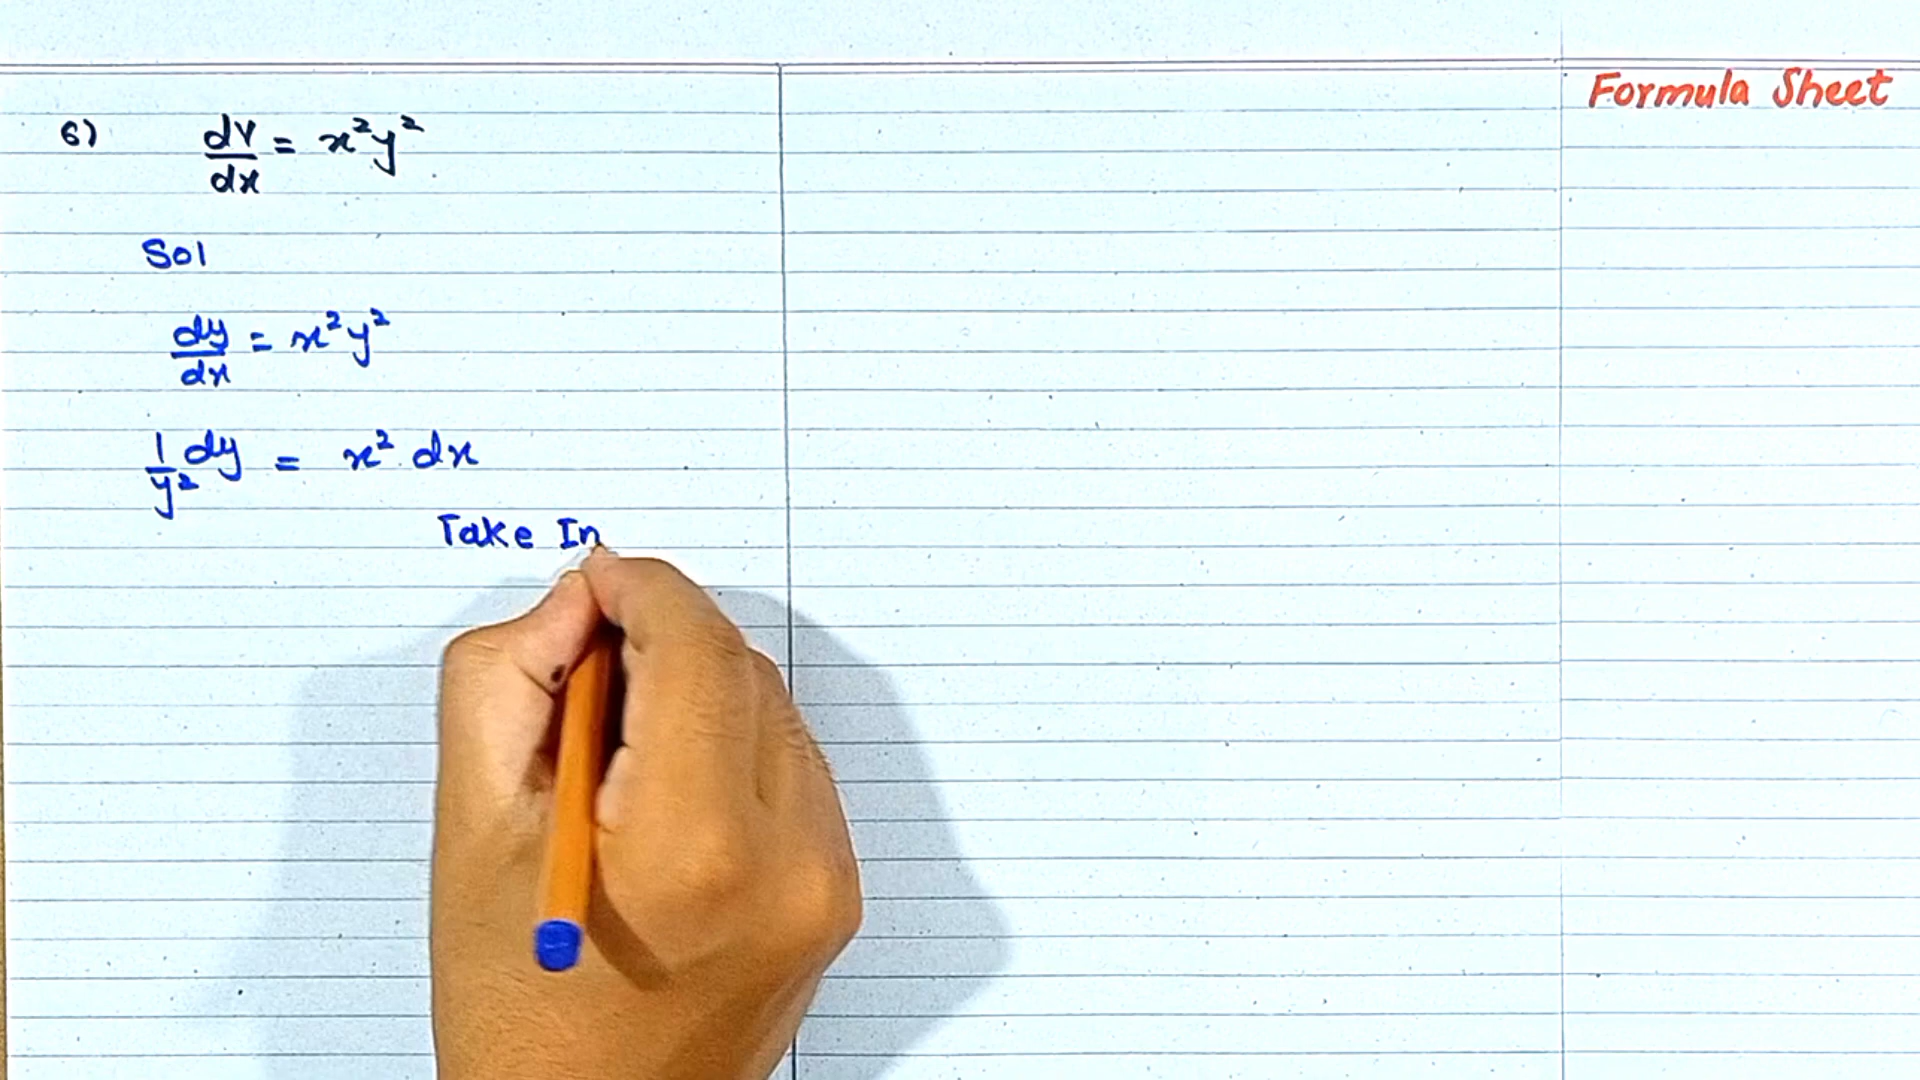 Formula Sheet
6) dy/dx = x²y²
Sol
dy/dx = x²y²
1/y² dy = x² dx
Take In